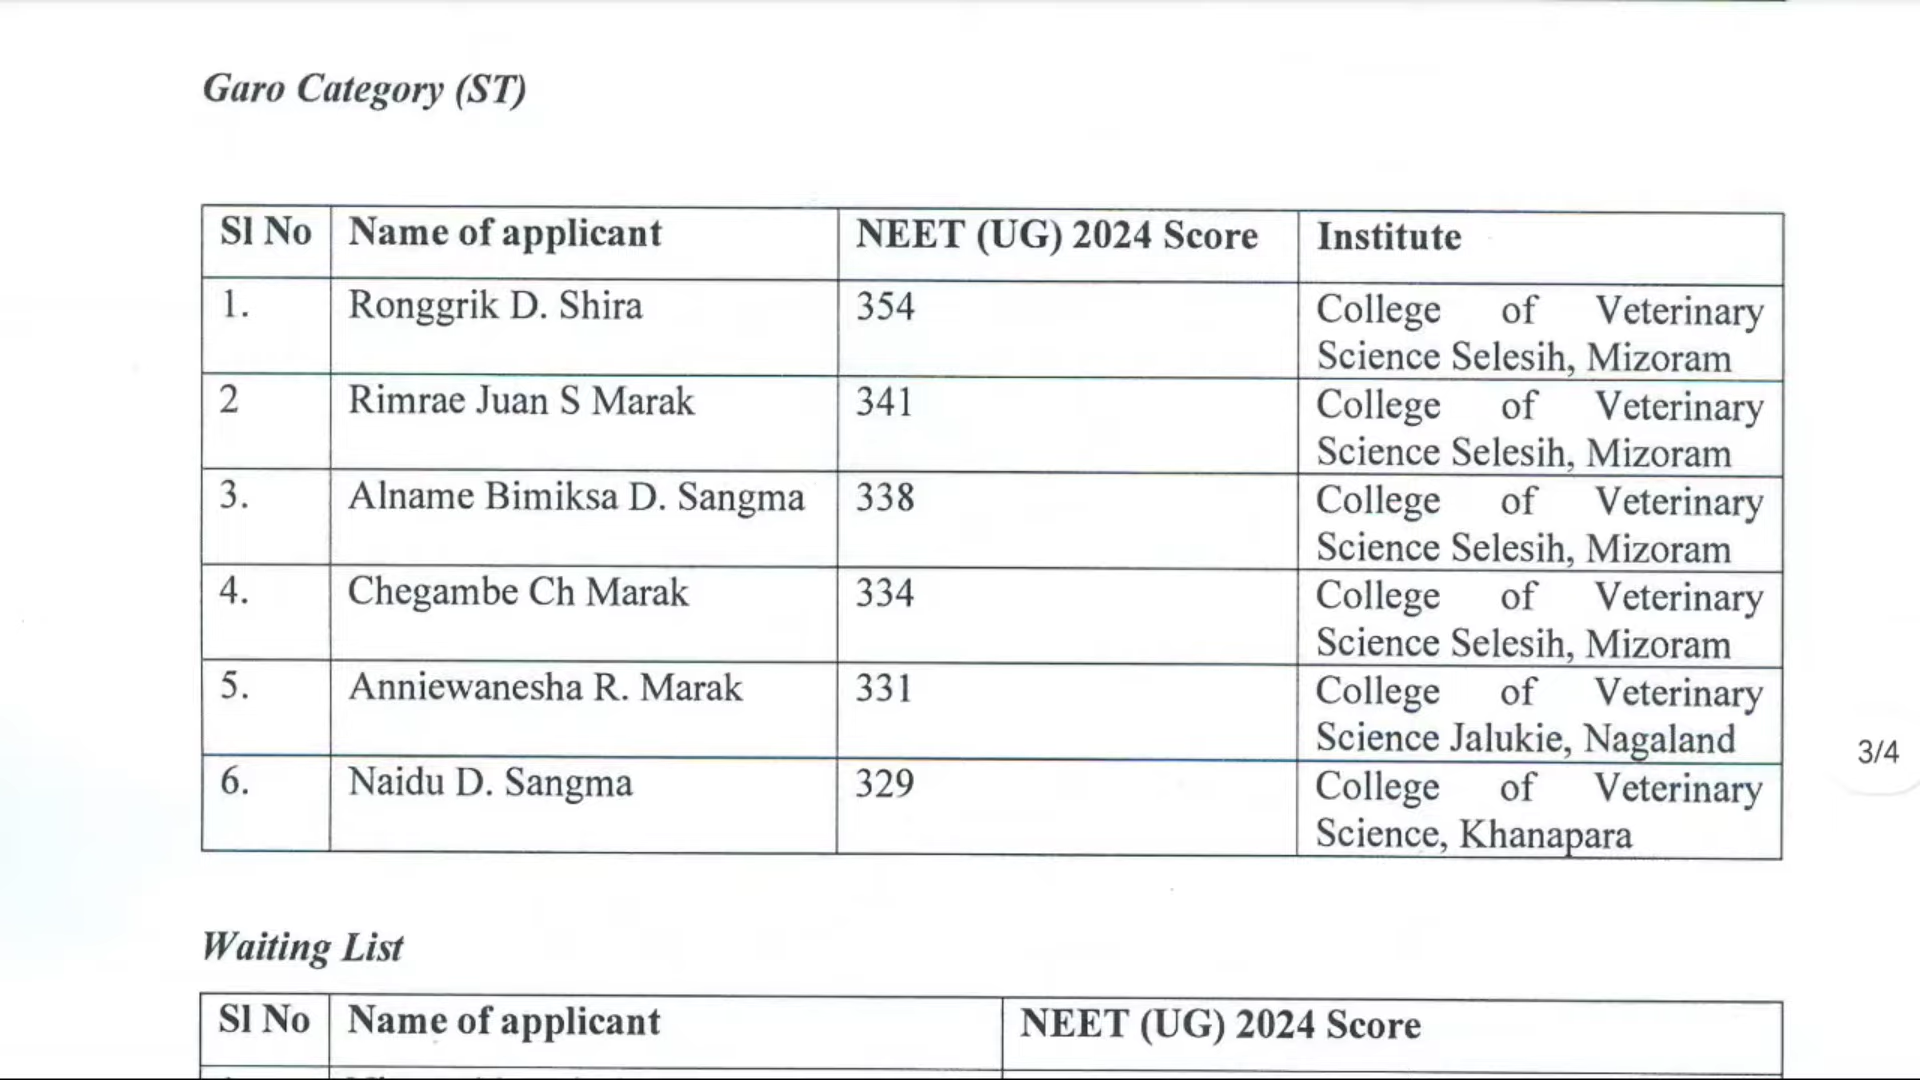 Garo Category (ST)
Sl No Name of applicant NEET (UG) 2024 Score Institute
1. Ronggrik D. Shira 354 College of Veterinary
Science Selesih, Mizoram
2 Rimrae Juan S Marak 341 College of Veterinary
Science Selesih, Mizoram
3. Alname Bimiksa D. Sangma 338 College of Veterinary
Science Selesih, Mizoram
4. Chegambe Ch Marak 334 College of Veterinary
Science Selesih, Mizoram
5. Anniewanesha R. Marak 331 College of Veterinary
Science Jalukie, Nagaland
3/4
6. Naidu D. Sangma 329 College of Veterinary
Science, Khanapara
Waiting List
Sl No Name of applicant NEET (UG) 2024 Score